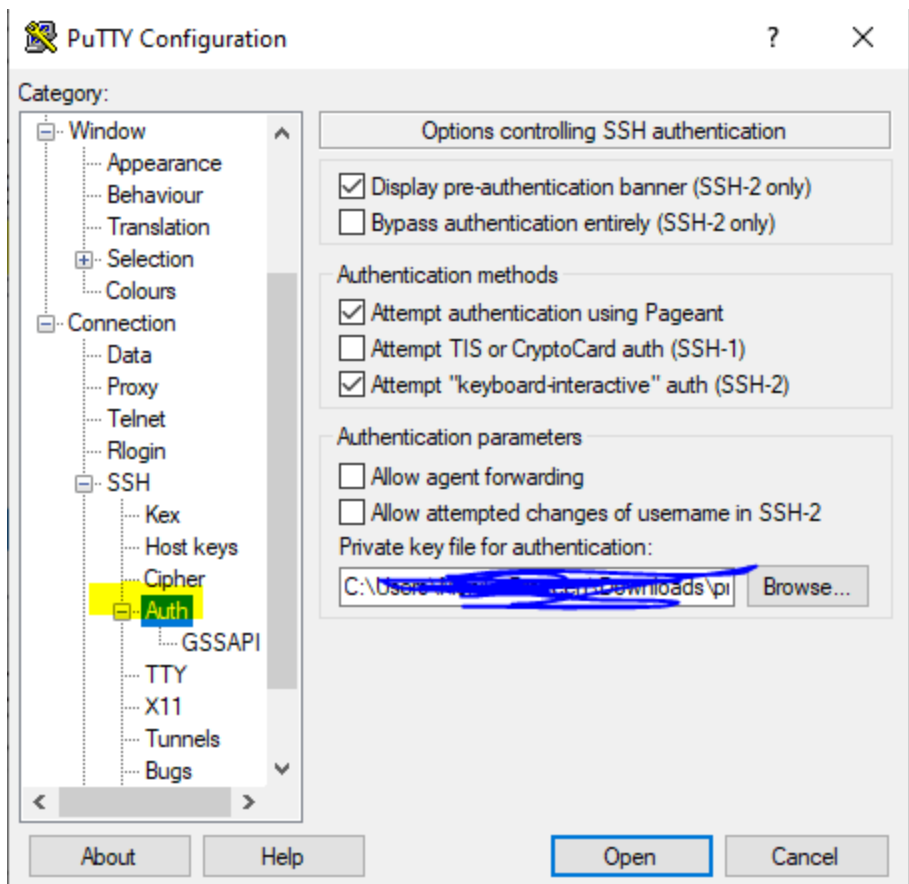 PuTTY Configuration
?
Category:
Window
Appearance
Behaviour
Translation
Selection
Colours
Connection
Data
Proxy
Telnet
Rlogin
SSH
Kex
Host keys
Cipher
Auth
GSSAPI
TTY
X11
Tunnels
Bugs
Options controlling SSH authentication
Display pre-authentication banner (SSH-2 only)
Bypass authentication entirely (SSH-2 only)
Authentication methods
Attempt authentication using Pageant
Attempt TIS or CryptoCard auth (SSH-1)
Attempt "keyboard-interactive" auth (SSH-2)
Authentication parameters
Allow agent forwarding
Allow attempted changes of username in SSH-2
Private key file for authentication:
C:\Users\ \Downloads\pr
Browse...
About
Help
Open
Cancel